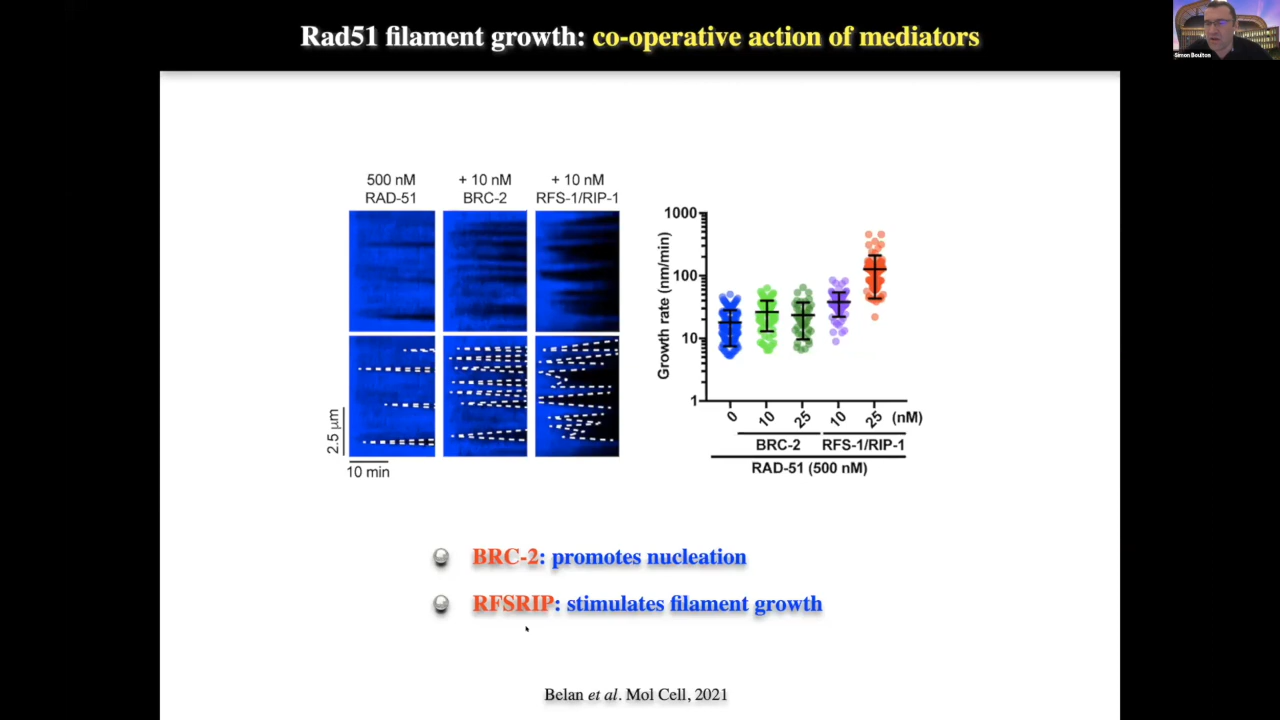 Rad51 filament growth: co-operative action of mediators
Simon Boulton
500 nM
RAD-51
+ 10 nM
BRC-2
+ 10 nM
RFS-1/RIP-1
2.5 μm
10 min
Growth rate (nm/min)
1000
100
10
1
0
10
25
10
25
(nM)
BRC-2
RFS-1/RIP-1
RAD-51 (500 nM)
BRC-2: promotes nucleation
RFSRIP: stimulates filament growth
Belan et al. Mol Cell, 2021